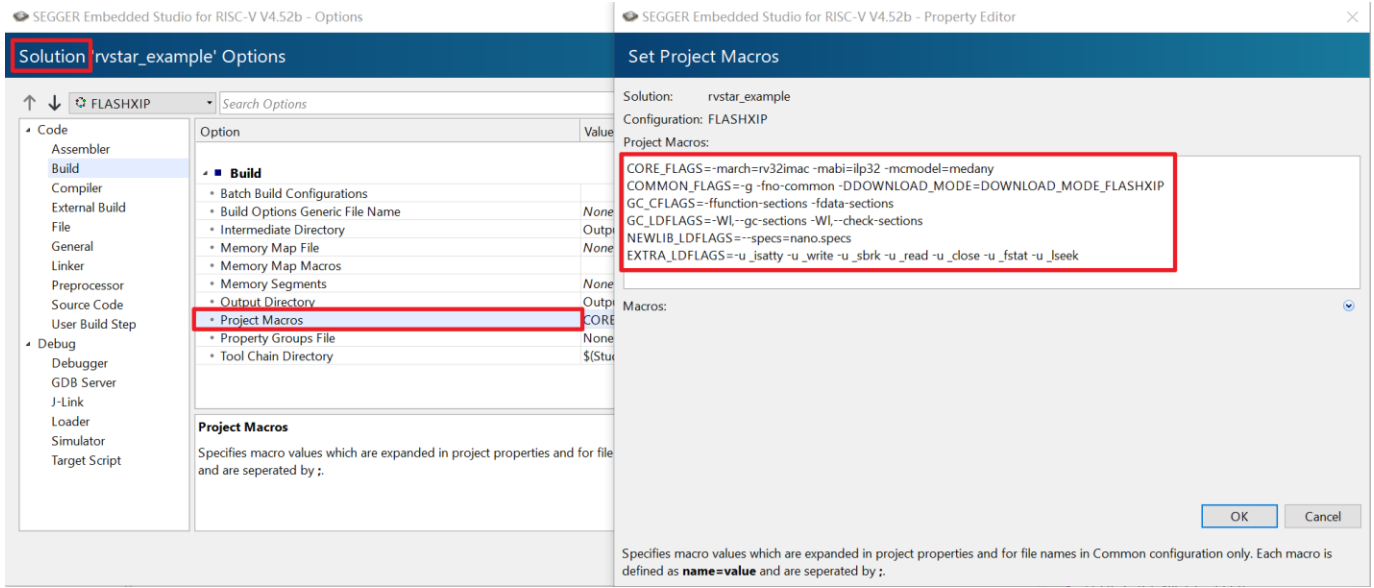 SEGGER Embedded Studio for RISC-V V4.52b - Options
Solution 'rvstar_example' Options
FLASHXIP
Search Options
Code
Assembler
Build
Compiler
External Build
File
General
Linker
Preprocessor
Source Code
User Build Step
Debug
Debugger
GDB Server
J-Link
Loader
Simulator
Target Script
Option Value
Build
Batch Build Configurations
Build Options Generic File Name None
Intermediate Directory Outp
Memory Map File None
Memory Map Macros
Memory Segments None
Output Directory Outp
Project Macros CORE
Property Groups File None
Tool Chain Directory $(Stu
Project Macros
Specifies macro values which are expanded in project properties and for file
and are seperated by ;.
SEGGER Embedded Studio for RISC-V V4.52b - Property Editor
Set Project Macros
Solution: rvstar_example
Configuration: FLASHXIP
Project Macros:
CORE_FLAGS=-march=rv32imac -mabi=ilp32 -mcmodel=medany
COMMON_FLAGS=-g -fno-common -DDOWNLOAD_MODE=DOWNLOAD_MODE_FLASHXIP
GC_CFLAGS=-ffunction-sections -fdata-sections
GC_LDFLAGS=-Wl,--gc-sections -Wl,--check-sections
NEWLIB_LDFLAGS=--specs=nano.specs
EXTRA_LDFLAGS=-u _isatty -u _write -u _sbrk -u _read -u _close -u _fstat -u _lseek
Macros:
OK Cancel
Specifies macro values which are expanded in project properties and for file names in Common configuration only. Each macro is
defined as name=value and are seperated by ;.